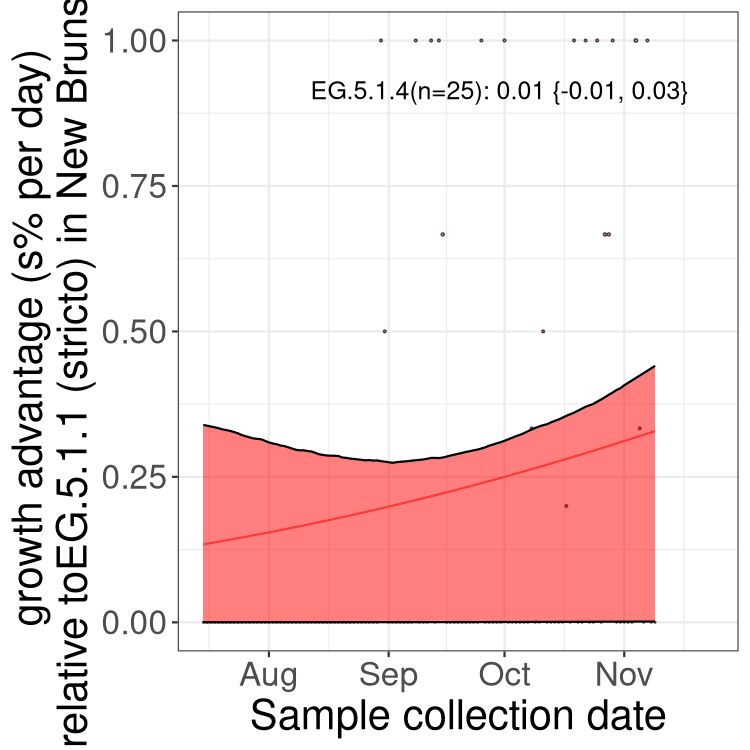 growth advantage (s% per day)
relative toEG.5.1.1 (stricto) in New Bruns
1.00
0.75
0.50
0.25
0.00
EG.5.1.4(n=25): 0.01 {-0.01, 0.03}
Aug Sep Oct Nov
Sample collection date